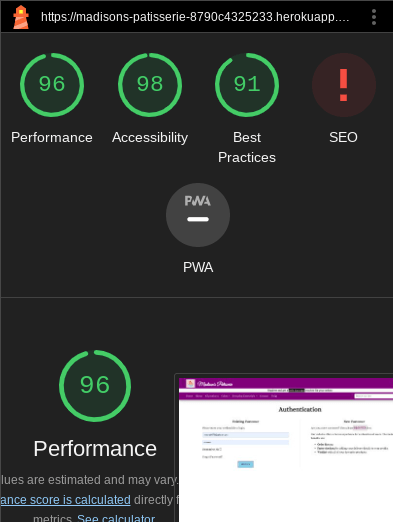 https://madisons-patisserie-8790c4325233.herokuapp....
96
98
91
!
Performance
Accessibility
Best
Practices
SEO
PWA
PWA
96
Performance
lues are estimated and may vary.
ance score is calculated directly f
metrics. See calculator
Madison's Patisserie
Authentication